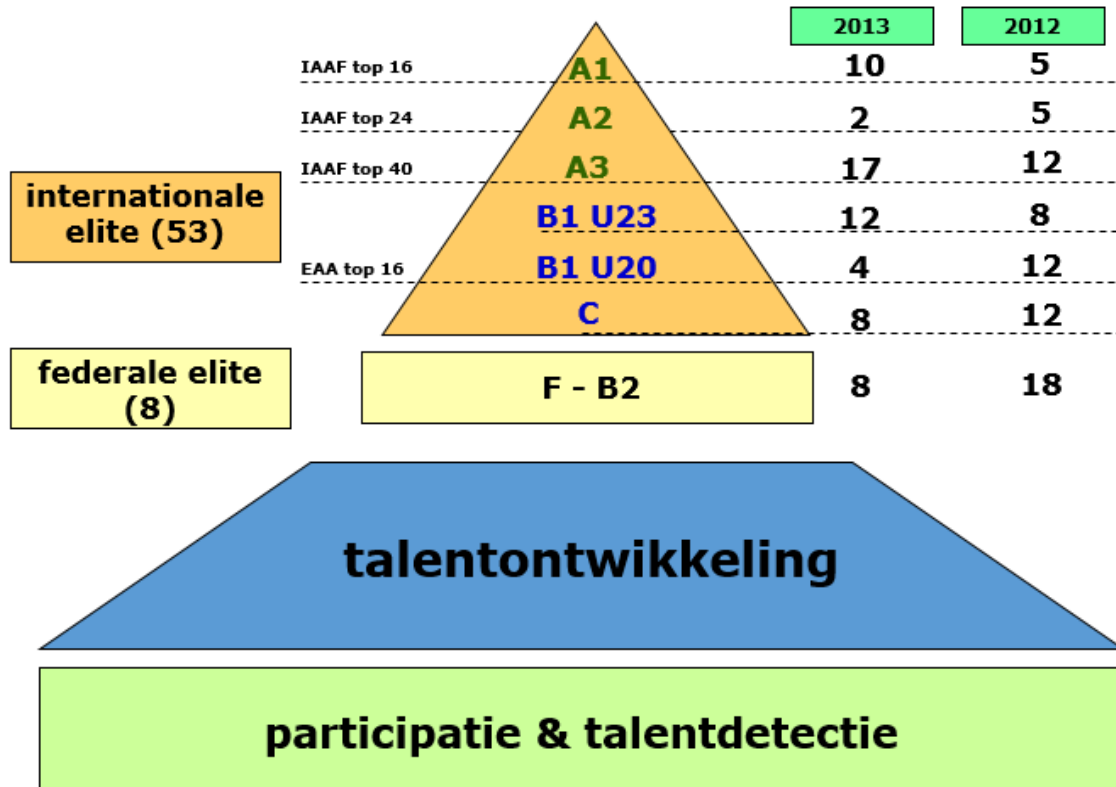 2013 2012
IAAF top 16 A1 10 5
IAAF top 24 A2 2 5
IAAF top 40 A3 17 12
internationale
elite (53)
B1 U23 12 8
EAA top 16 B1 U20 4 12
C 8 12
federale elite
(8)
F - B2 8 18
talentontwikkeling
participatie & talentdetectie